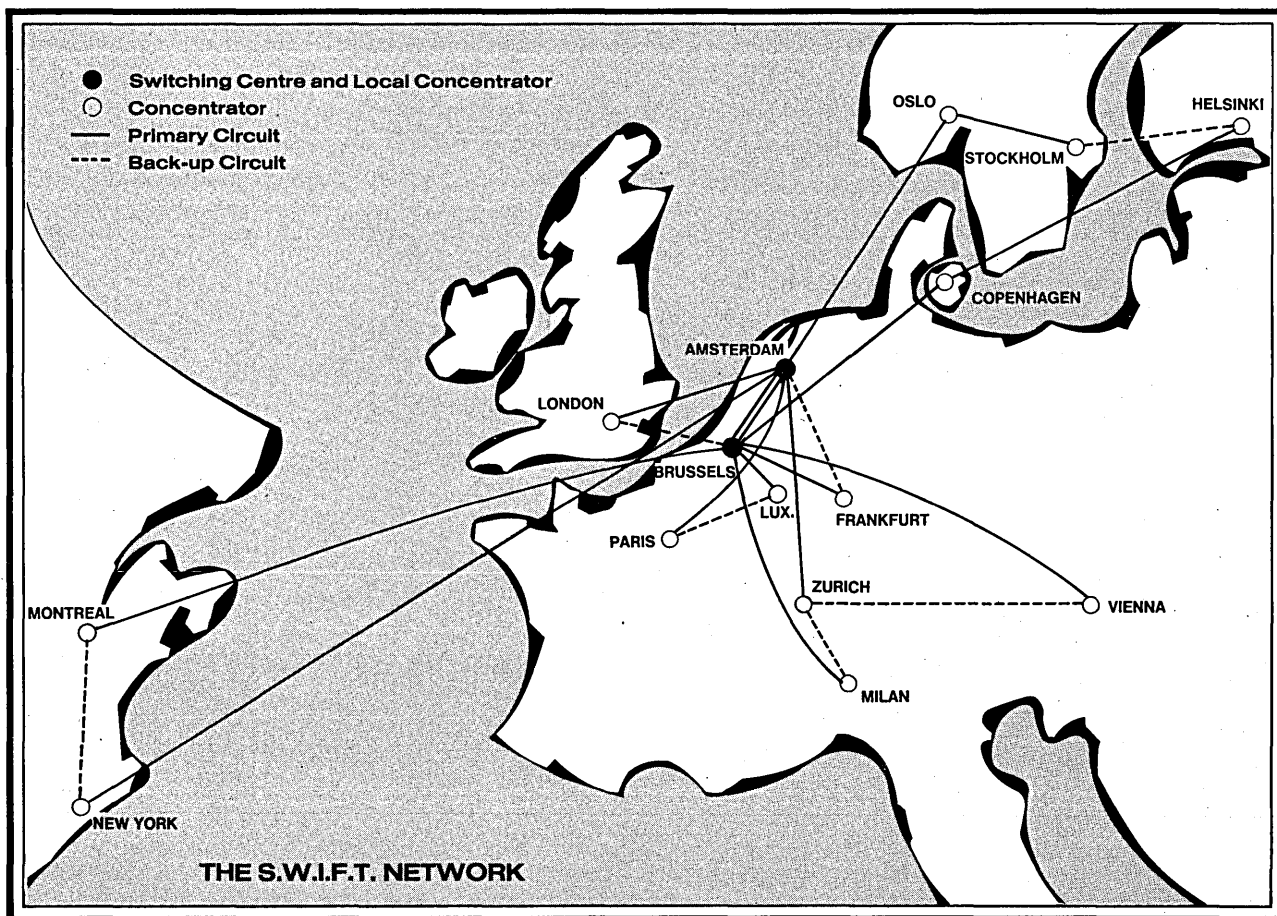 Switching Centre and Local Concentrator
Concentrator
Primary Circuit
Back-up Circuit
OSLO
HELSINKI
STOCKHOLM
COPENHAGEN
AMSTERDAM
LONDON
BRUSSELS
LUX.
FRANKFURT
PARIS
ZURICH
VIENNA
MONTREAL
MILAN
NEW YORK
THE S.W.I.F.T. NETWORK